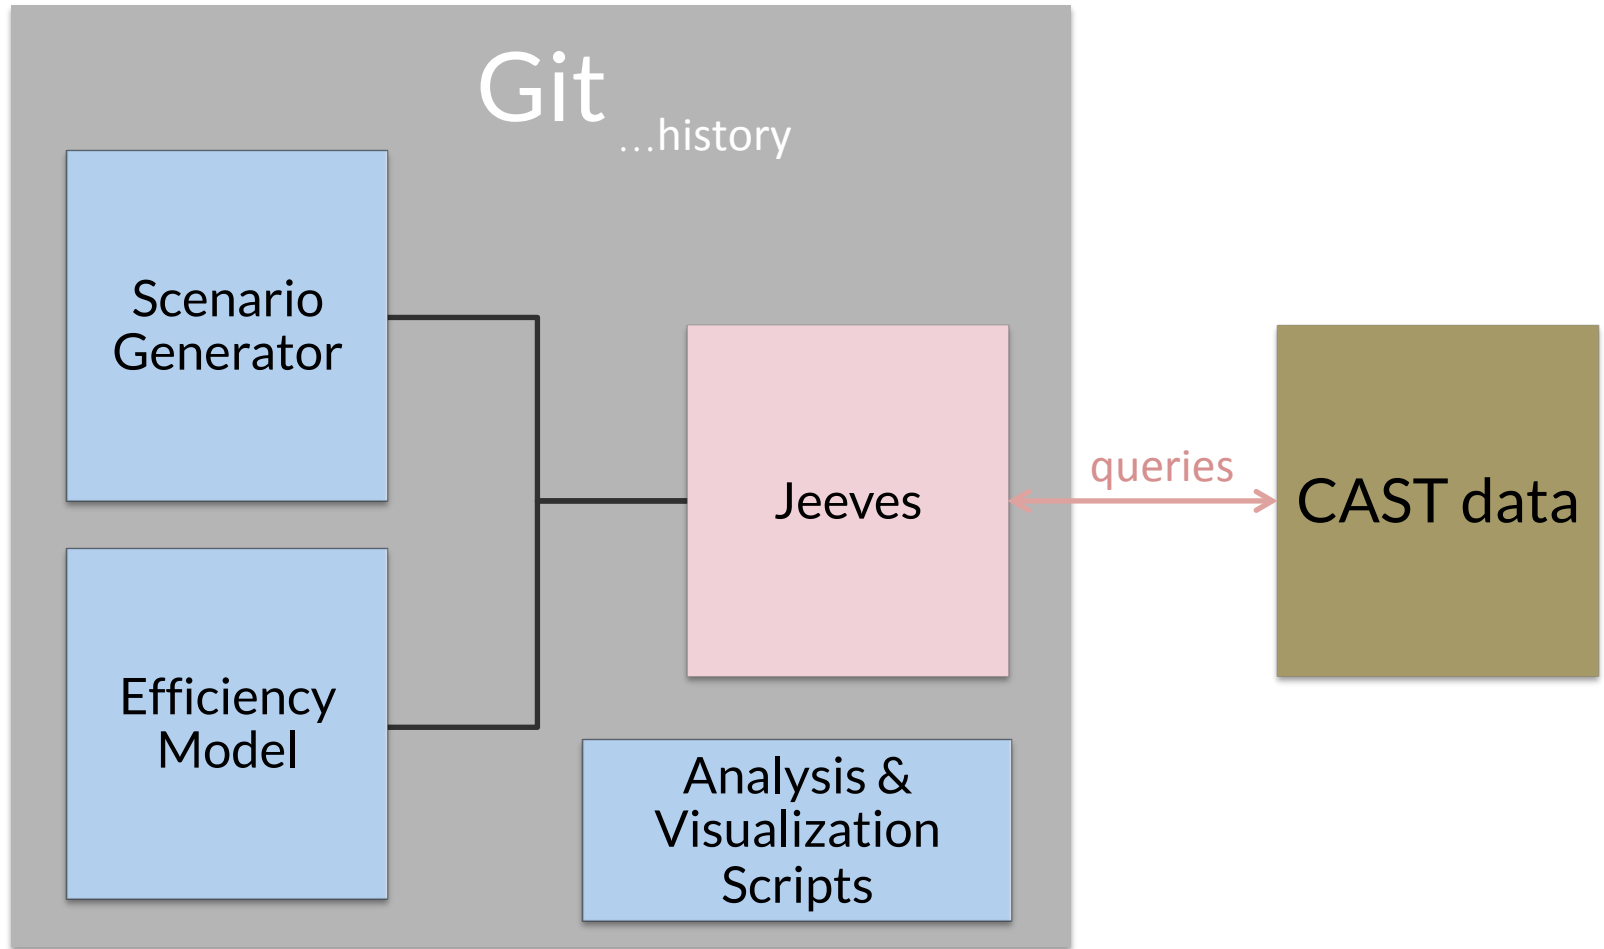 Git
...history
Scenario
Generator
Jeeves
queries
CAST data
Efficiency
Model
Analysis &
Visualization
Scripts